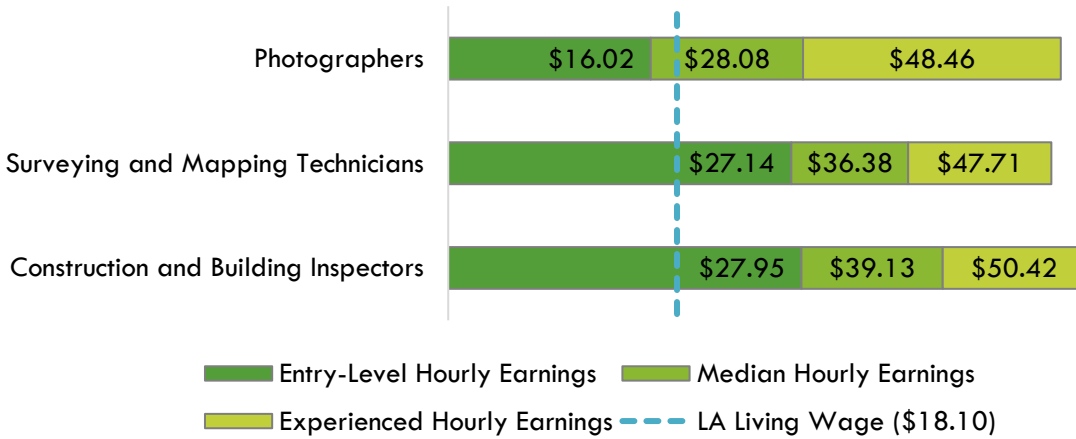 Photographers $16.02 $28.08 $48.46
Surveying and Mapping Technicians $27.14 $36.38 $47.71
Construction and Building Inspectors $27.95 $39.13 $50.42
Entry-Level Hourly Earnings Median Hourly Earnings
Experienced Hourly Earnings LA Living Wage ($18.10)